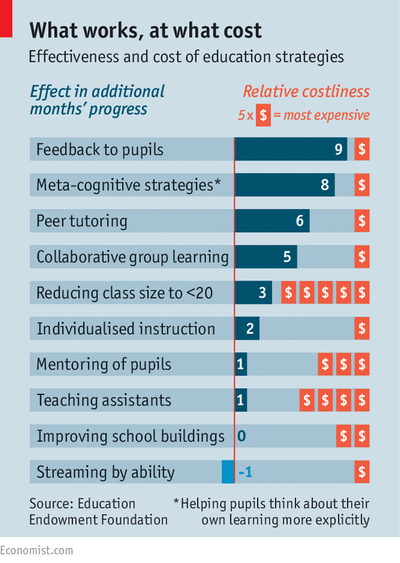 What works, at what cost
Effectiveness and cost of education strategies
Effect in additional
months' progress
Relative costliness
5 x $ = most expensive
Feedback to pupils 9 $
Meta-cognitive strategies* 8 $
Peer tutoring 6 $
Collaborative group learning 5 $
Reducing class size to <20 3 $ $ $ $ $
Individualised instruction 2 $
Mentoring of pupils 1 $ $ $
Teaching assistants 1 $ $ $ $
Improving school buildings 0 $ $
Streaming by ability -1 $
Source: Education
Endowment Foundation
*Helping pupils think about their
own learning more explicitly
Economist.com